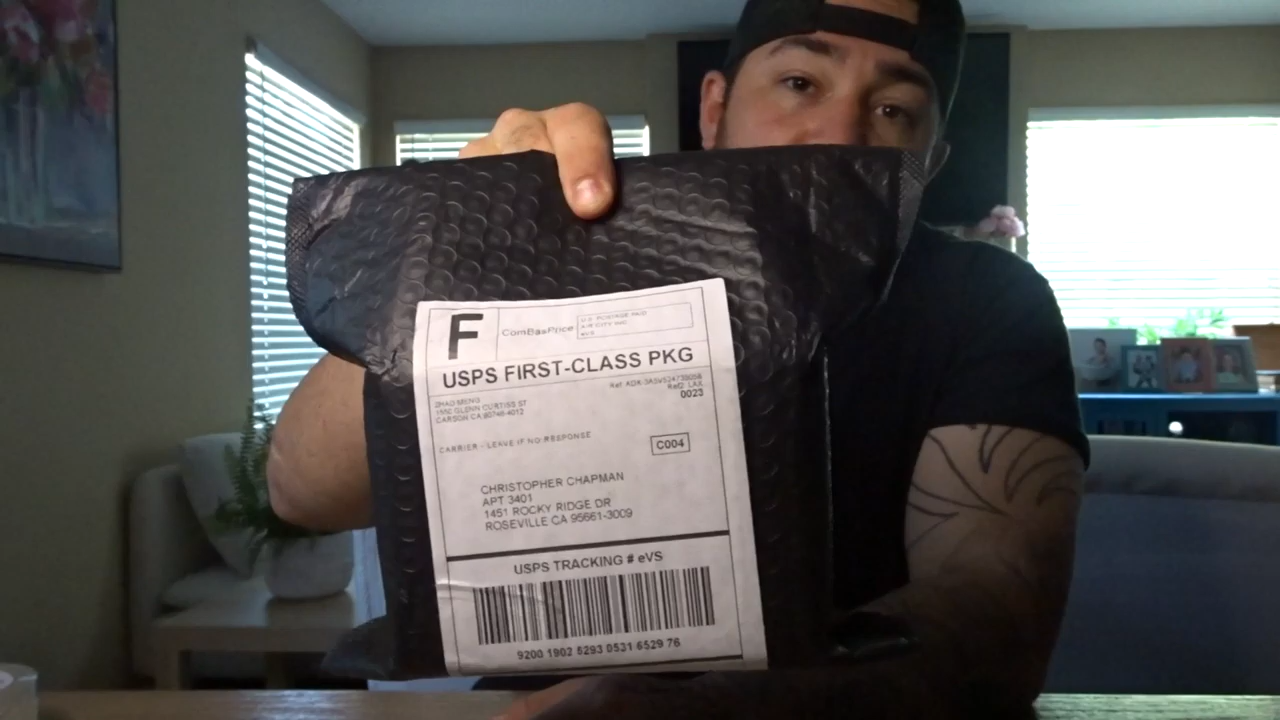 F
ComBasPrice
U.S. POSTAGE PAID
eVS
USPS FIRST-CLASS PKG
0023
ZHAO MENG
1550 GLENN CURTISS ST
CARSON CA 90746-4012
CARRIER - LEAVE IF NO RESPONSE
C004
CHRISTOPHER CHAPMAN
APT 3401
1451 ROCKY RIDGE DR
ROSEVILLE CA 95661-3009
USPS TRACKING # eVS
9200 1902 5293 0531 6529 76